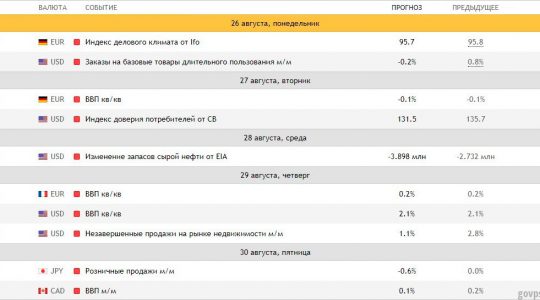 ВАЛЮТА СОБЫТИЕ ПРОГНОЗ ПРЕДЫДУЩЕЕ
26 августа, понедельник
EUR Индекс делового климата от Ifo 95.7 95.8
USD Заказы на базовые товары длительного пользования м/м -0.2% 0.8%
27 августа, вторник
EUR ВВП кв/кв -0.1% -0.1%
USD Индекс доверия потребителей от CB 131.5 135.7
28 августа, среда
USD Изменение запасов сырой нефти от EIA -3.898 млн -2.732 млн
29 августа, четверг
EUR ВВП кв/кв 0.2% 0.2%
USD ВВП кв/кв 2.1% 2.1%
USD Незавершенные продажи на рынке недвижимости м/м 1.1% 2.8%
30 августа, пятница
JPY Розничные продажи м/м -0.6% 0.0%
CAD ВВП м/м 0.1% 0.2%
govps